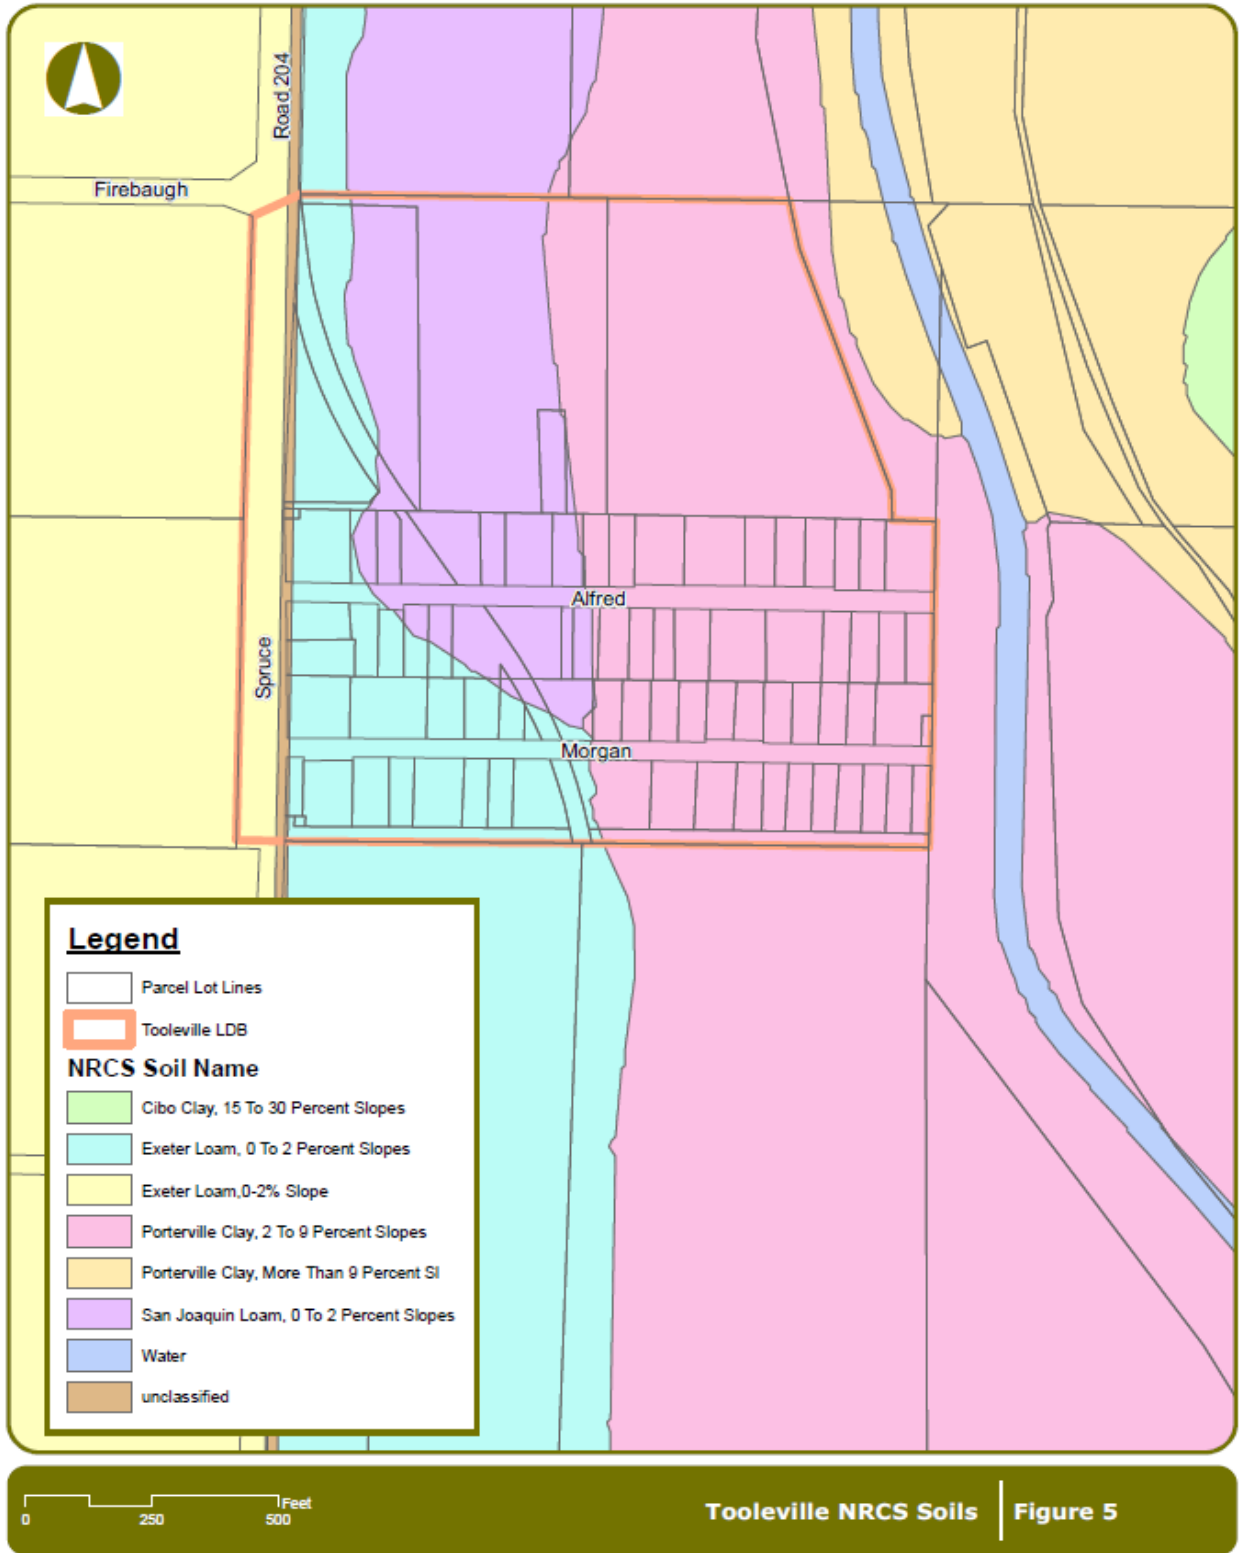 Road 204
Firebaugh
Alfred
Spruce
Morgan
Legend
Parcel Lot Lines
Tooleville LDB
NRCS Soil Name
Cibo Clay, 15 To 30 Percent Slopes
Exeter Loam, 0 To 2 Percent Slopes
Exeter Loam,0-2% Slope
Porterville Clay, 2 To 9 Percent Slopes
Porterville Clay, More Than 9 Percent Sl
San Joaquin Loam, 0 To 2 Percent Slopes
Water
unclassified
Feet
0 250 500
Tooleville NRCS Soils
Figure 5